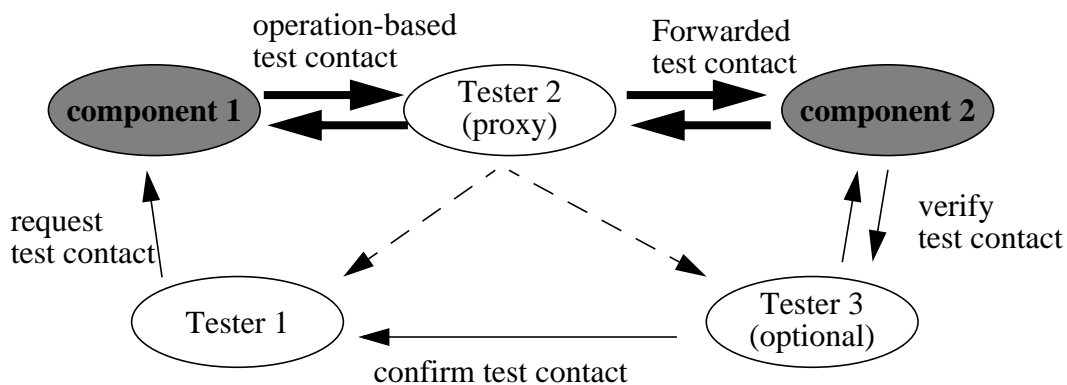 operation-based
test contact
Forwarded
test contact
component 1
Tester 2
(proxy)
component 2
request
test contact
verify
test contact
Tester 1
Tester 3
(optional)
confirm test contact